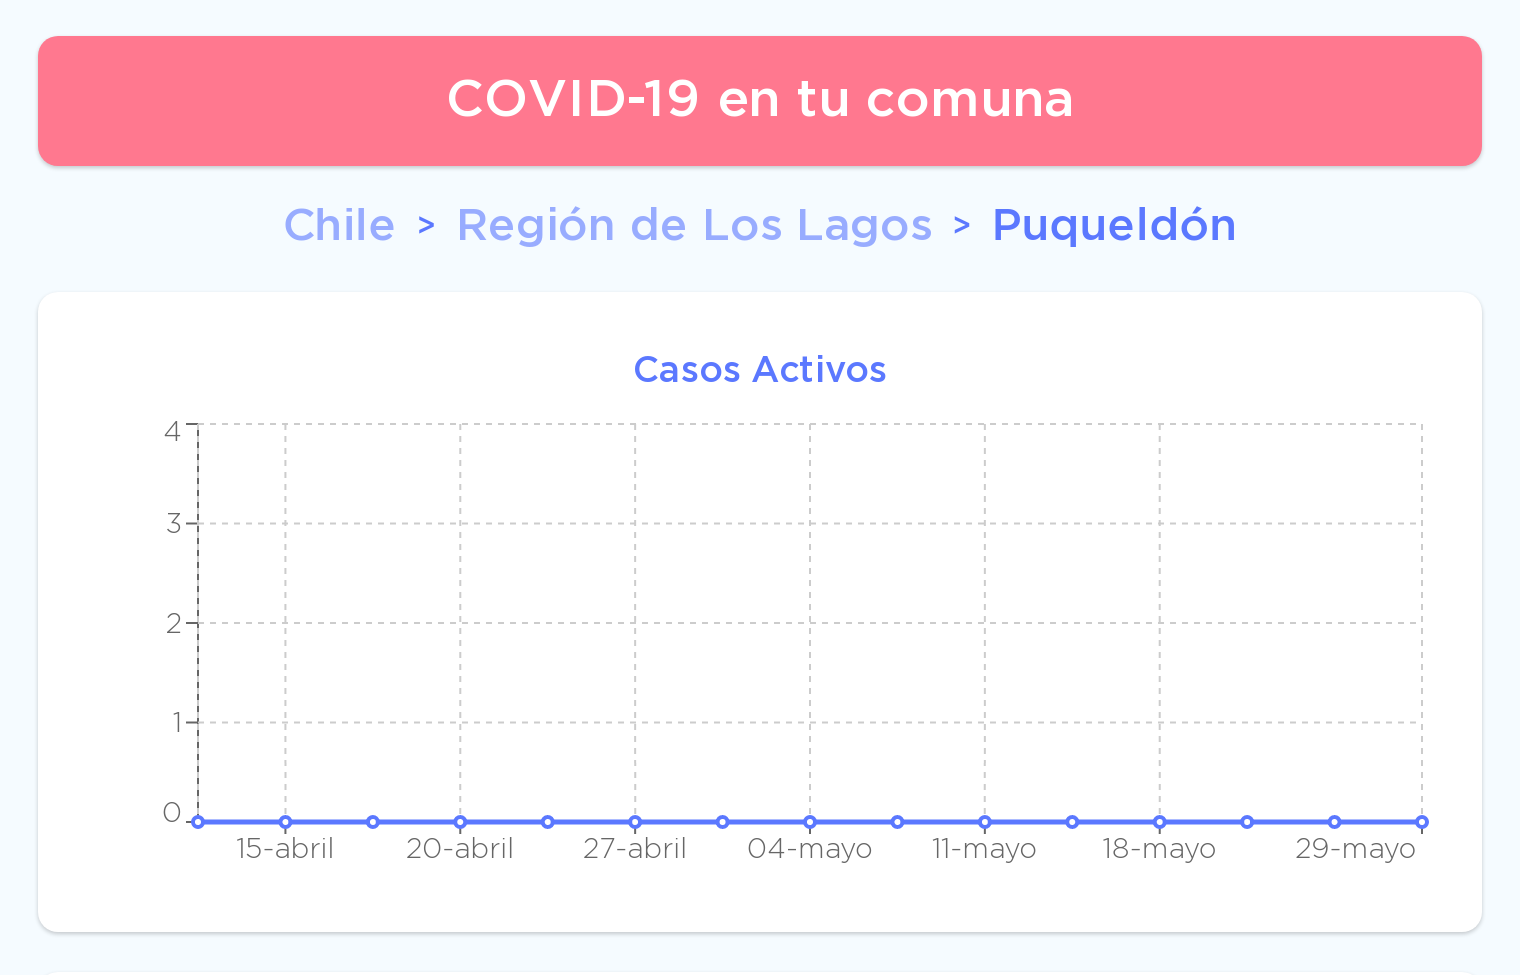 COVID-19 en tu comuna
Chile > Región de Los Lagos > Puqueldón
Casos Activos
4
3
2
1
0
15-abril 20-abril 27-abril 04-mayo 11-mayo 18-mayo 29-mayo